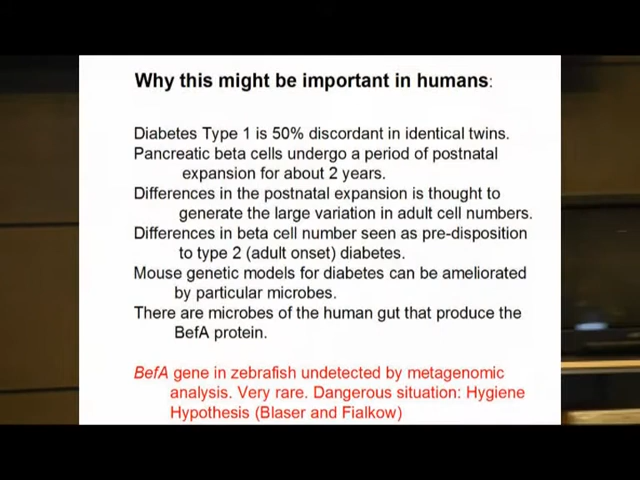 Why this might be important in humans:
Diabetes Type 1 is 50% discordant in identical twins.
Pancreatic beta cells undergo a period of postnatal
expansion for about 2 years.
Differences in the postnatal expansion is thought to
generate the large variation in adult cell numbers.
Differences in beta cell number seen as pre-disposition
to type 2 (adult onset) diabetes.
Mouse genetic models for diabetes can be ameliorated
by particular microbes.
There are microbes of the human gut that produce the
BefA protein.
BefA gene in zebrafish undetected by metagenomic
analysis. Very rare. Dangerous situation: Hygiene
Hypothesis (Blaser and Fialkow)